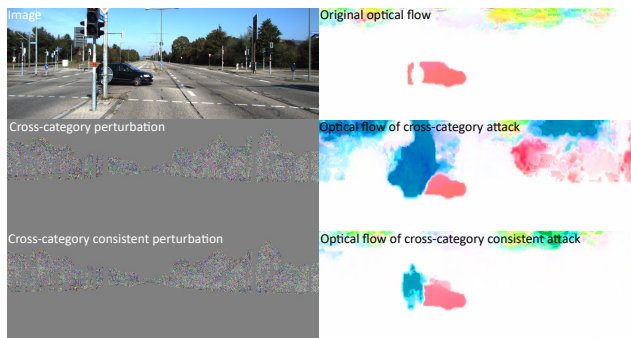 Image
Original optical flow
Cross-category perturbation
Optical flow of cross-category attack
Cross-category consistent perturbation
Optical flow of cross-category consistent attack